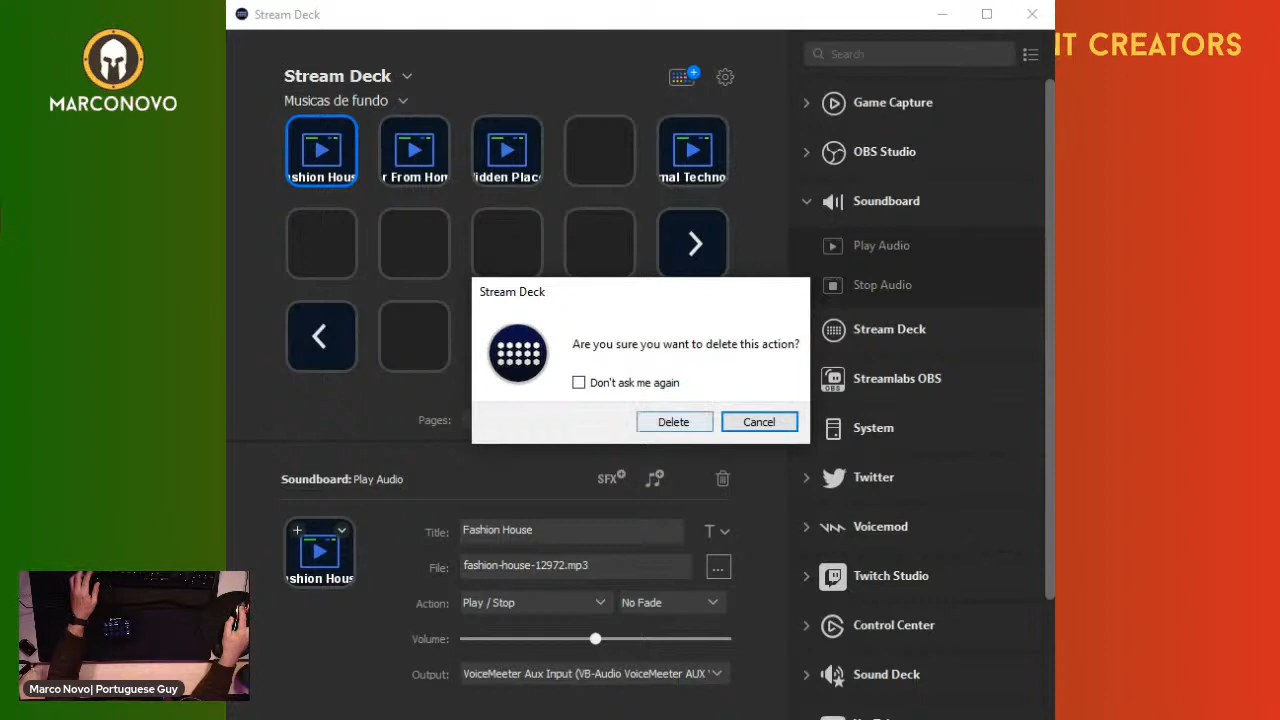 MARCONOVO
Stream Deck
NT CREATORS
Stream Deck
Musicas de fundo
ashion Hous
r From Hon
idden Place
nal Techno
Search
Game Capture
OBS Studio
Soundboard
Play Audio
Stop Audio
Stream Deck
Streamlabs OBS
System
Twitter
Voicemod
Twitch Studio
Control Center
Sound Deck
Stream Deck
Are you sure you want to delete this action?
Don't ask me again
Delete
Cancel
Pages:
Soundboard: Play Audio
SFX
ashion Hous
Title:
Fashion House
T
File:
fashion-house-12972.mp3
...
Action:
Play / Stop
No Fade
Volume:
Output:
VoiceMeeter Aux Input (VB-Audio VoiceMeeter AUX
Marco Novo| Portuguese Guy